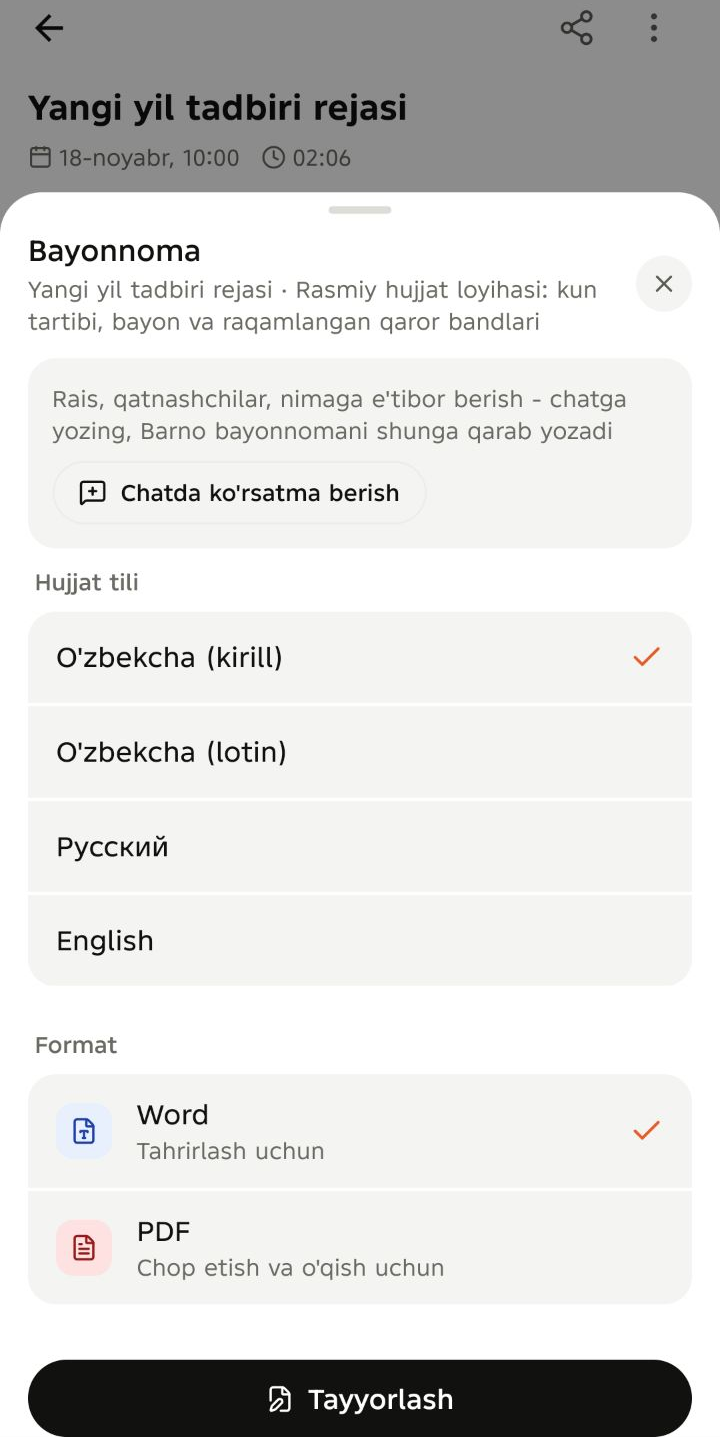 Yangi yil tadbiri rejasi
18-noyabr, 10:00 02:06
Bayonnoma
Yangi yil tadbiri rejasi · Rasmiy hujjat loyihasi: kun
tartibi, bayon va raqamlangan qaror bandlari
Rais, qatnashchilar, nimaga e'tibor berish - chatga
yozing, Barno bayonnomani shunga qarab yozadi
Chatda ko'rsatma berish
Hujjat tili
O'zbekcha (kirill)
O'zbekcha (lotin)
Русский
English
Format
Word
Tahrirlash uchun
PDF
Chop etish va o'qish uchun
Tayyorlash